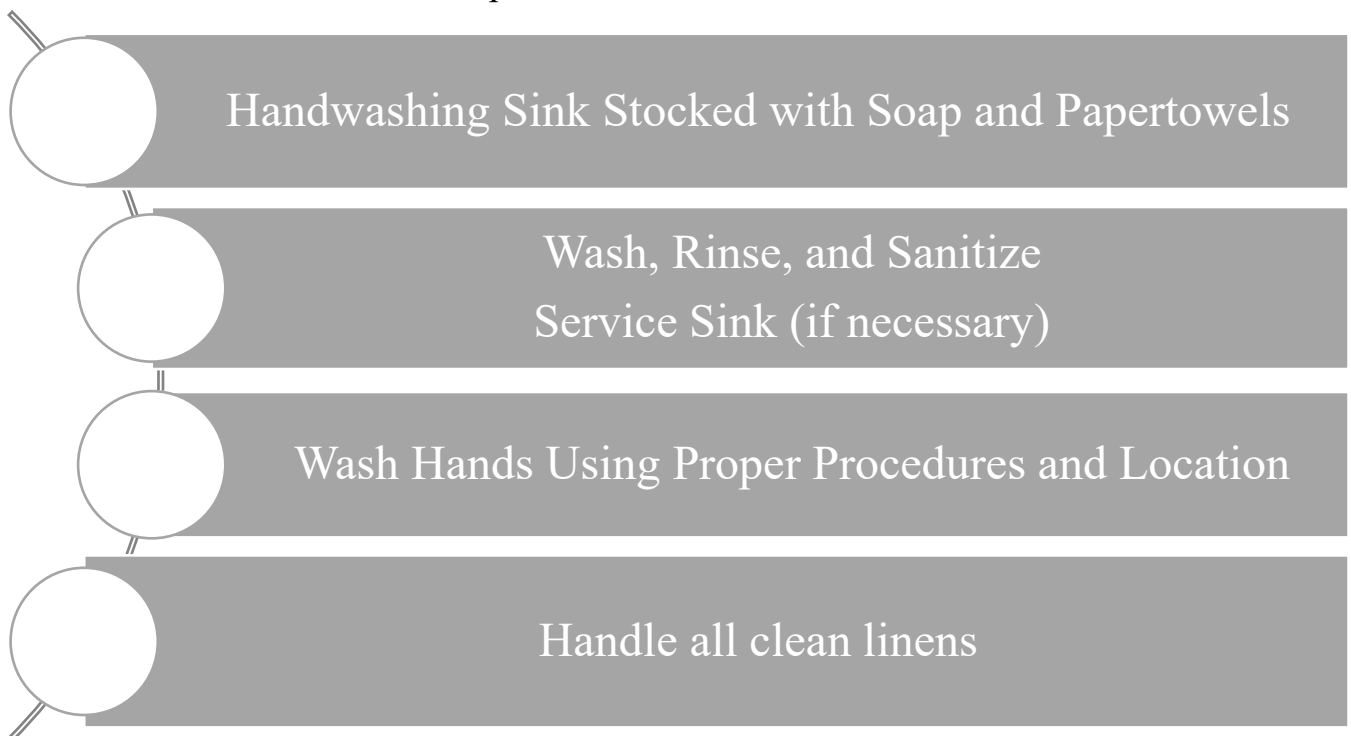 Handwashing Sink Stocked with Soap and Papertowels
Wash, Rinse, and Sanitize
Service Sink (if necessary)
Wash Hands Using Proper Procedures and Location
Handle all clean linens